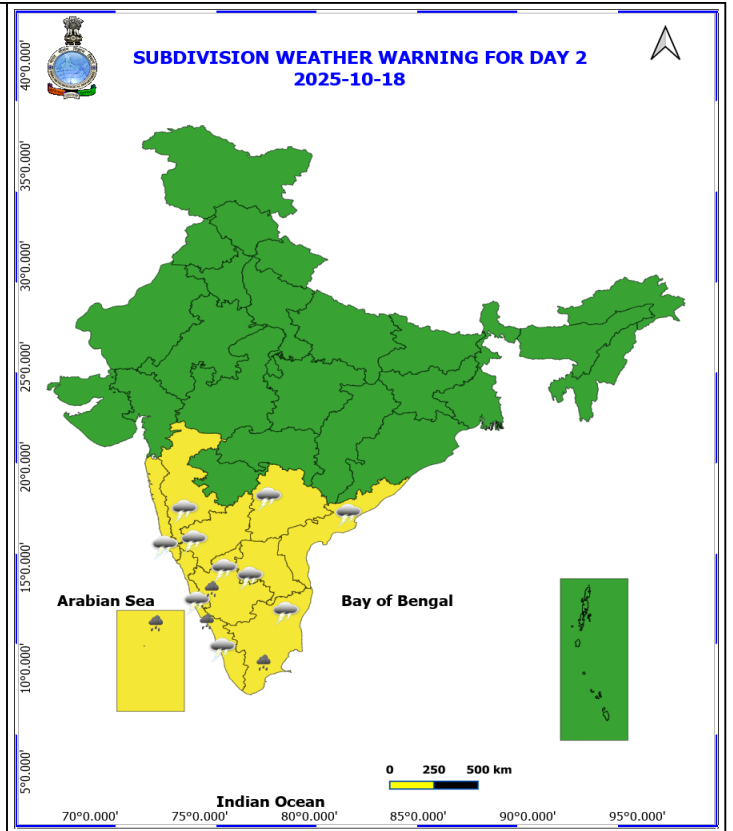 SUBDIVISION WEATHER WARNING FOR DAY 2
2025-10-18
40°0.000'
35°0.000'
30°0.000'
25°0.000'
20°0.000'
15°0.000'
10°0.000'
5°0.000'
Arabian Sea
Bay of Bengal
0 250 500 km
Indian Ocean
70°0.000' 75°0.000' 80°0.000' 85°0.000' 90°0.000' 95°0.000'